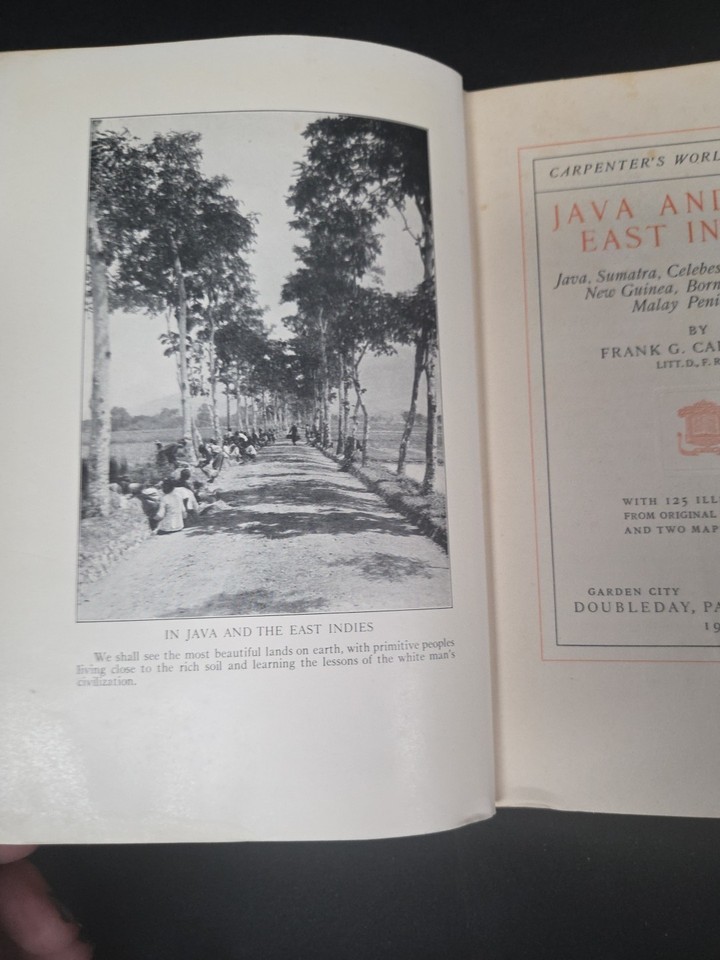 IN JAVA AND THE EAST INDIES
We shall see the most beautiful lands on earth, with primitive peoples
living close to the rich soil and learning the lessons of the white man's
civilization.
CARPENTER'S WORL
JAVA AND
EAST IN
Java, Sumatra, Celebes
New Guinea, Born
Malay Peni
BY
FRANK G. CAR
LITT.D., F.R
WITH 125 ILL
FROM ORIGINAL
AND TWO MAP
GARDEN CITY
DOUBLEDAY, PA
19